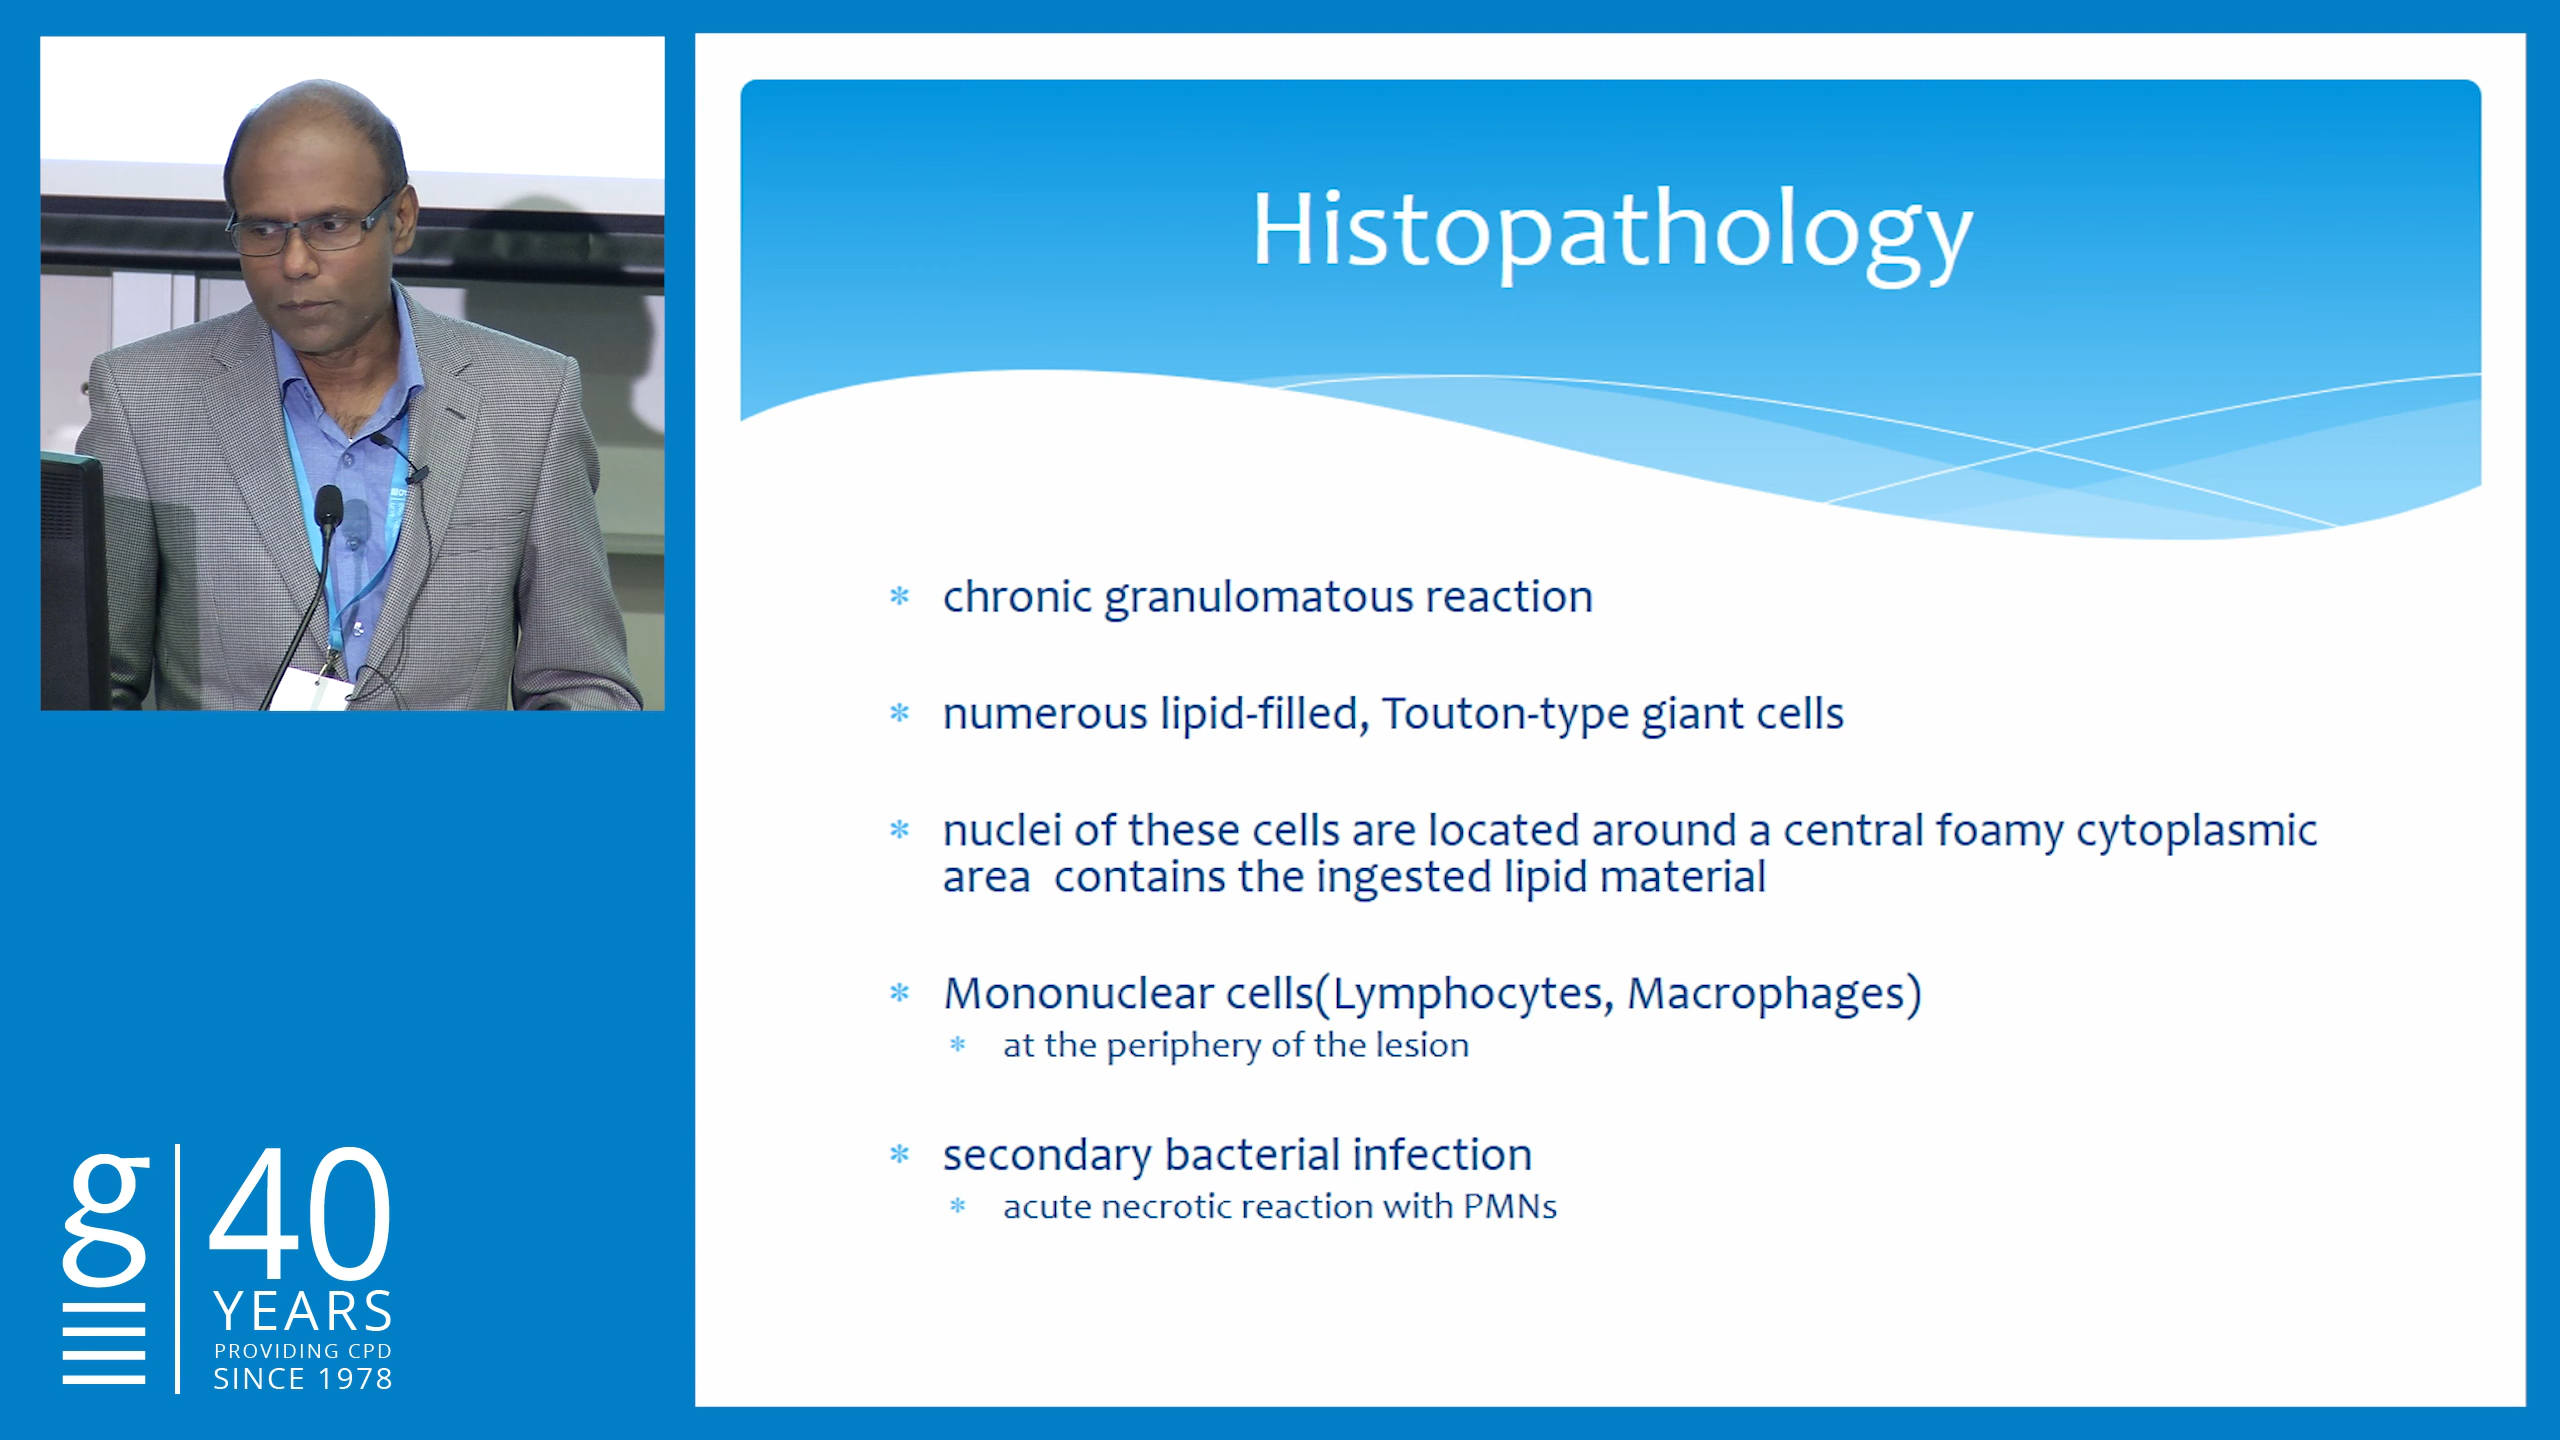 Histopathology
* chronic granulomatous reaction
* numerous lipid-filled, Touton-type giant cells
* nuclei of these cells are located around a central foamy cytoplasmic
area  contains the ingested lipid material
* Mononuclear cells(Lymphocytes, Macrophages)
* at the periphery of the lesion
* secondary bacterial infection
* acute necrotic reaction with PMNs
g
40
YEARS
PROVIDING CPD
SINCE 1978